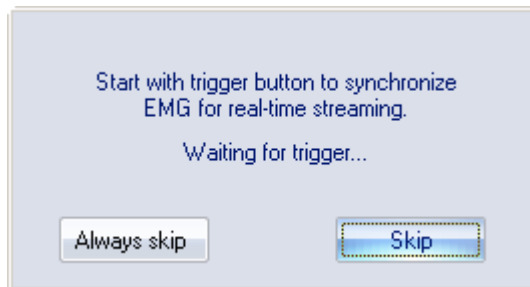 Start with trigger button to synchronize
EMG for real-time streaming.
Waiting for trigger...
Always skip
Skip